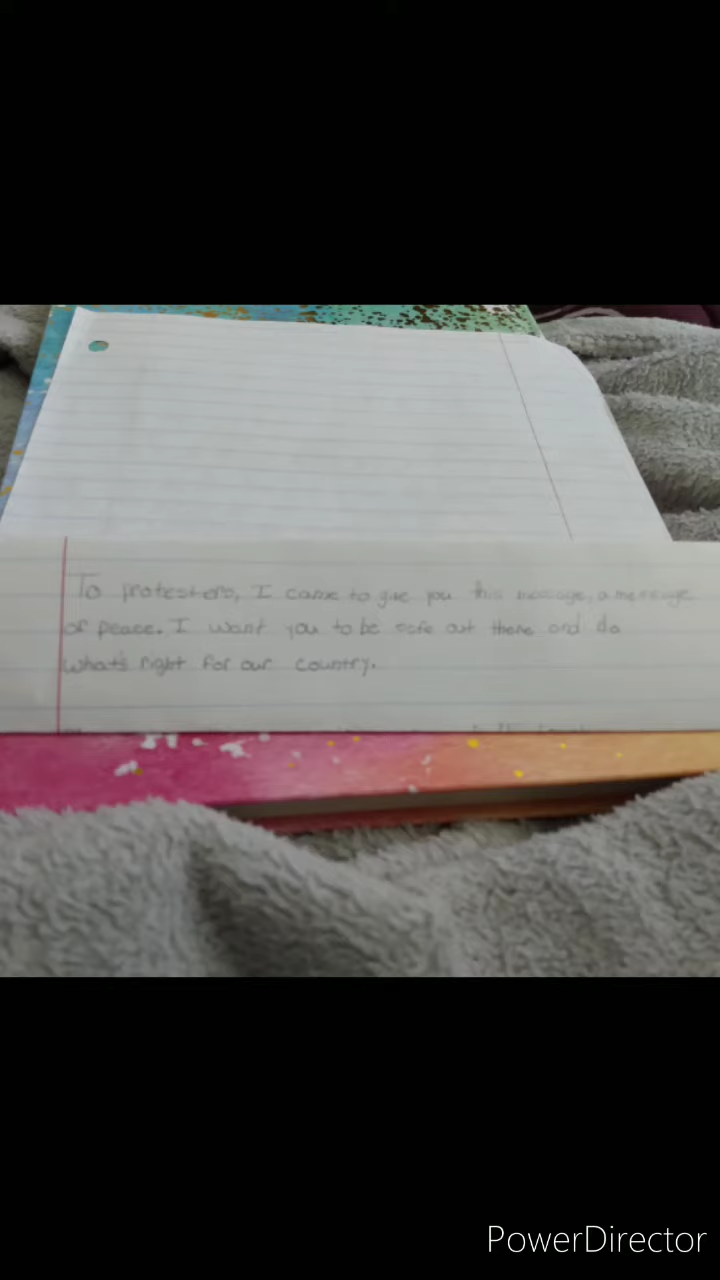 To protesters, I came to give you this message, a message
of peace. I want you to be safe out there and do
what's right for our country.
PowerDirector